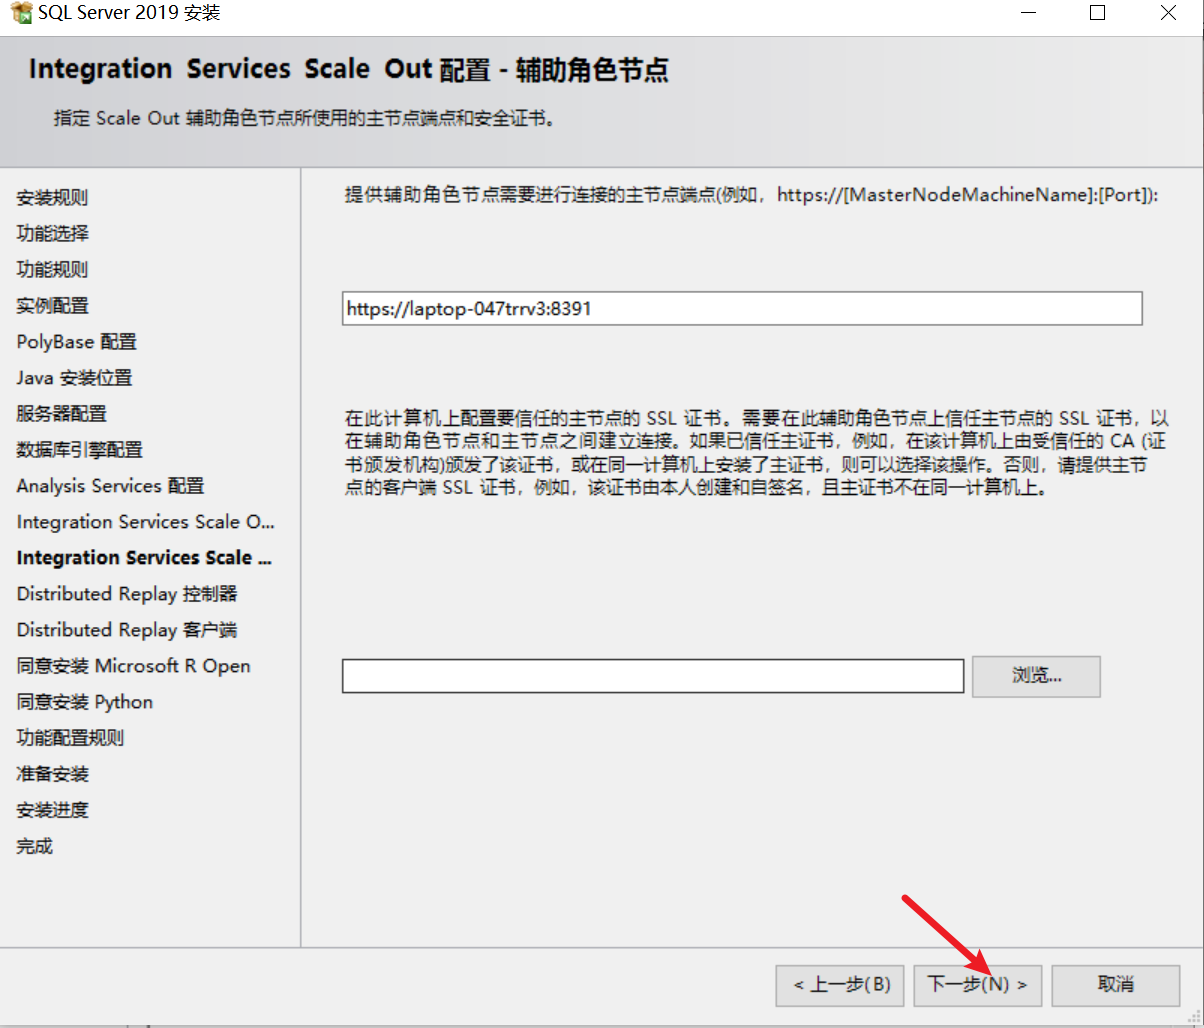 SQL Server 2019 安装
Integration Services Scale Out 配置 - 辅助角色节点
指定 Scale Out 辅助角色节点所使用的主节点端点和安全证书。
安装规则
功能选择
功能规则
实例配置
PolyBase 配置
Java 安装位置
服务器配置
数据库引擎配置
Analysis Services 配置
Integration Services Scale O...
Integration Services Scale ...
Distributed Replay 控制器
Distributed Replay 客户端
同意安装 Microsoft R Open
同意安装 Python
功能配置规则
准备安装
安装进度
完成
提供辅助角色节点需要进行连接的主节点端点(例如，https://[MasterNodeMachineName]:[Port]):
https://laptop-047trrv3:8391
在此计算机上配置要信任的主节点的 SSL 证书。需要在此辅助角色节点上信任主节点的 SSL 证书，以
在辅助角色节点和主节点之间建立连接。如果已信任主证书，例如，在该计算机上由受信任的 CA (证
书颁发机构)颁发了该证书，或在同一计算机上安装了主证书，则可以选择该操作。否则，请提供主节
点的客户端 SSL 证书，例如，该证书由本人创建和自签名，且主证书不在同一计算机上。
浏览...
< 上一步(B)
下一步(N) >
取消